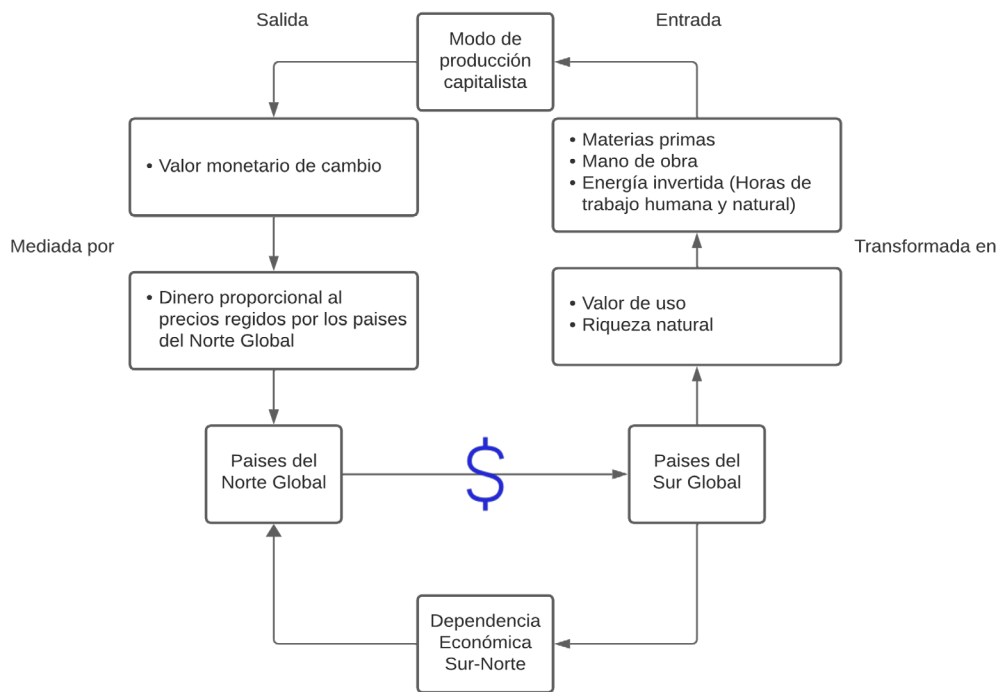 Salida
Entrada
Modo de
producción
capitalista
• Valor monetario de cambio
• Materias primas
• Mano de obra
• Energía invertida (Horas de
trabajo humana y natural)
Mediada por
Transformada en
• Dinero proporcional al
precios regidos por los paises
del Norte Global
• Valor de uso
• Riqueza natural
Paises del
Norte Global
$
Paises del
Sur Global
Dependencia
Económica
Sur-Norte